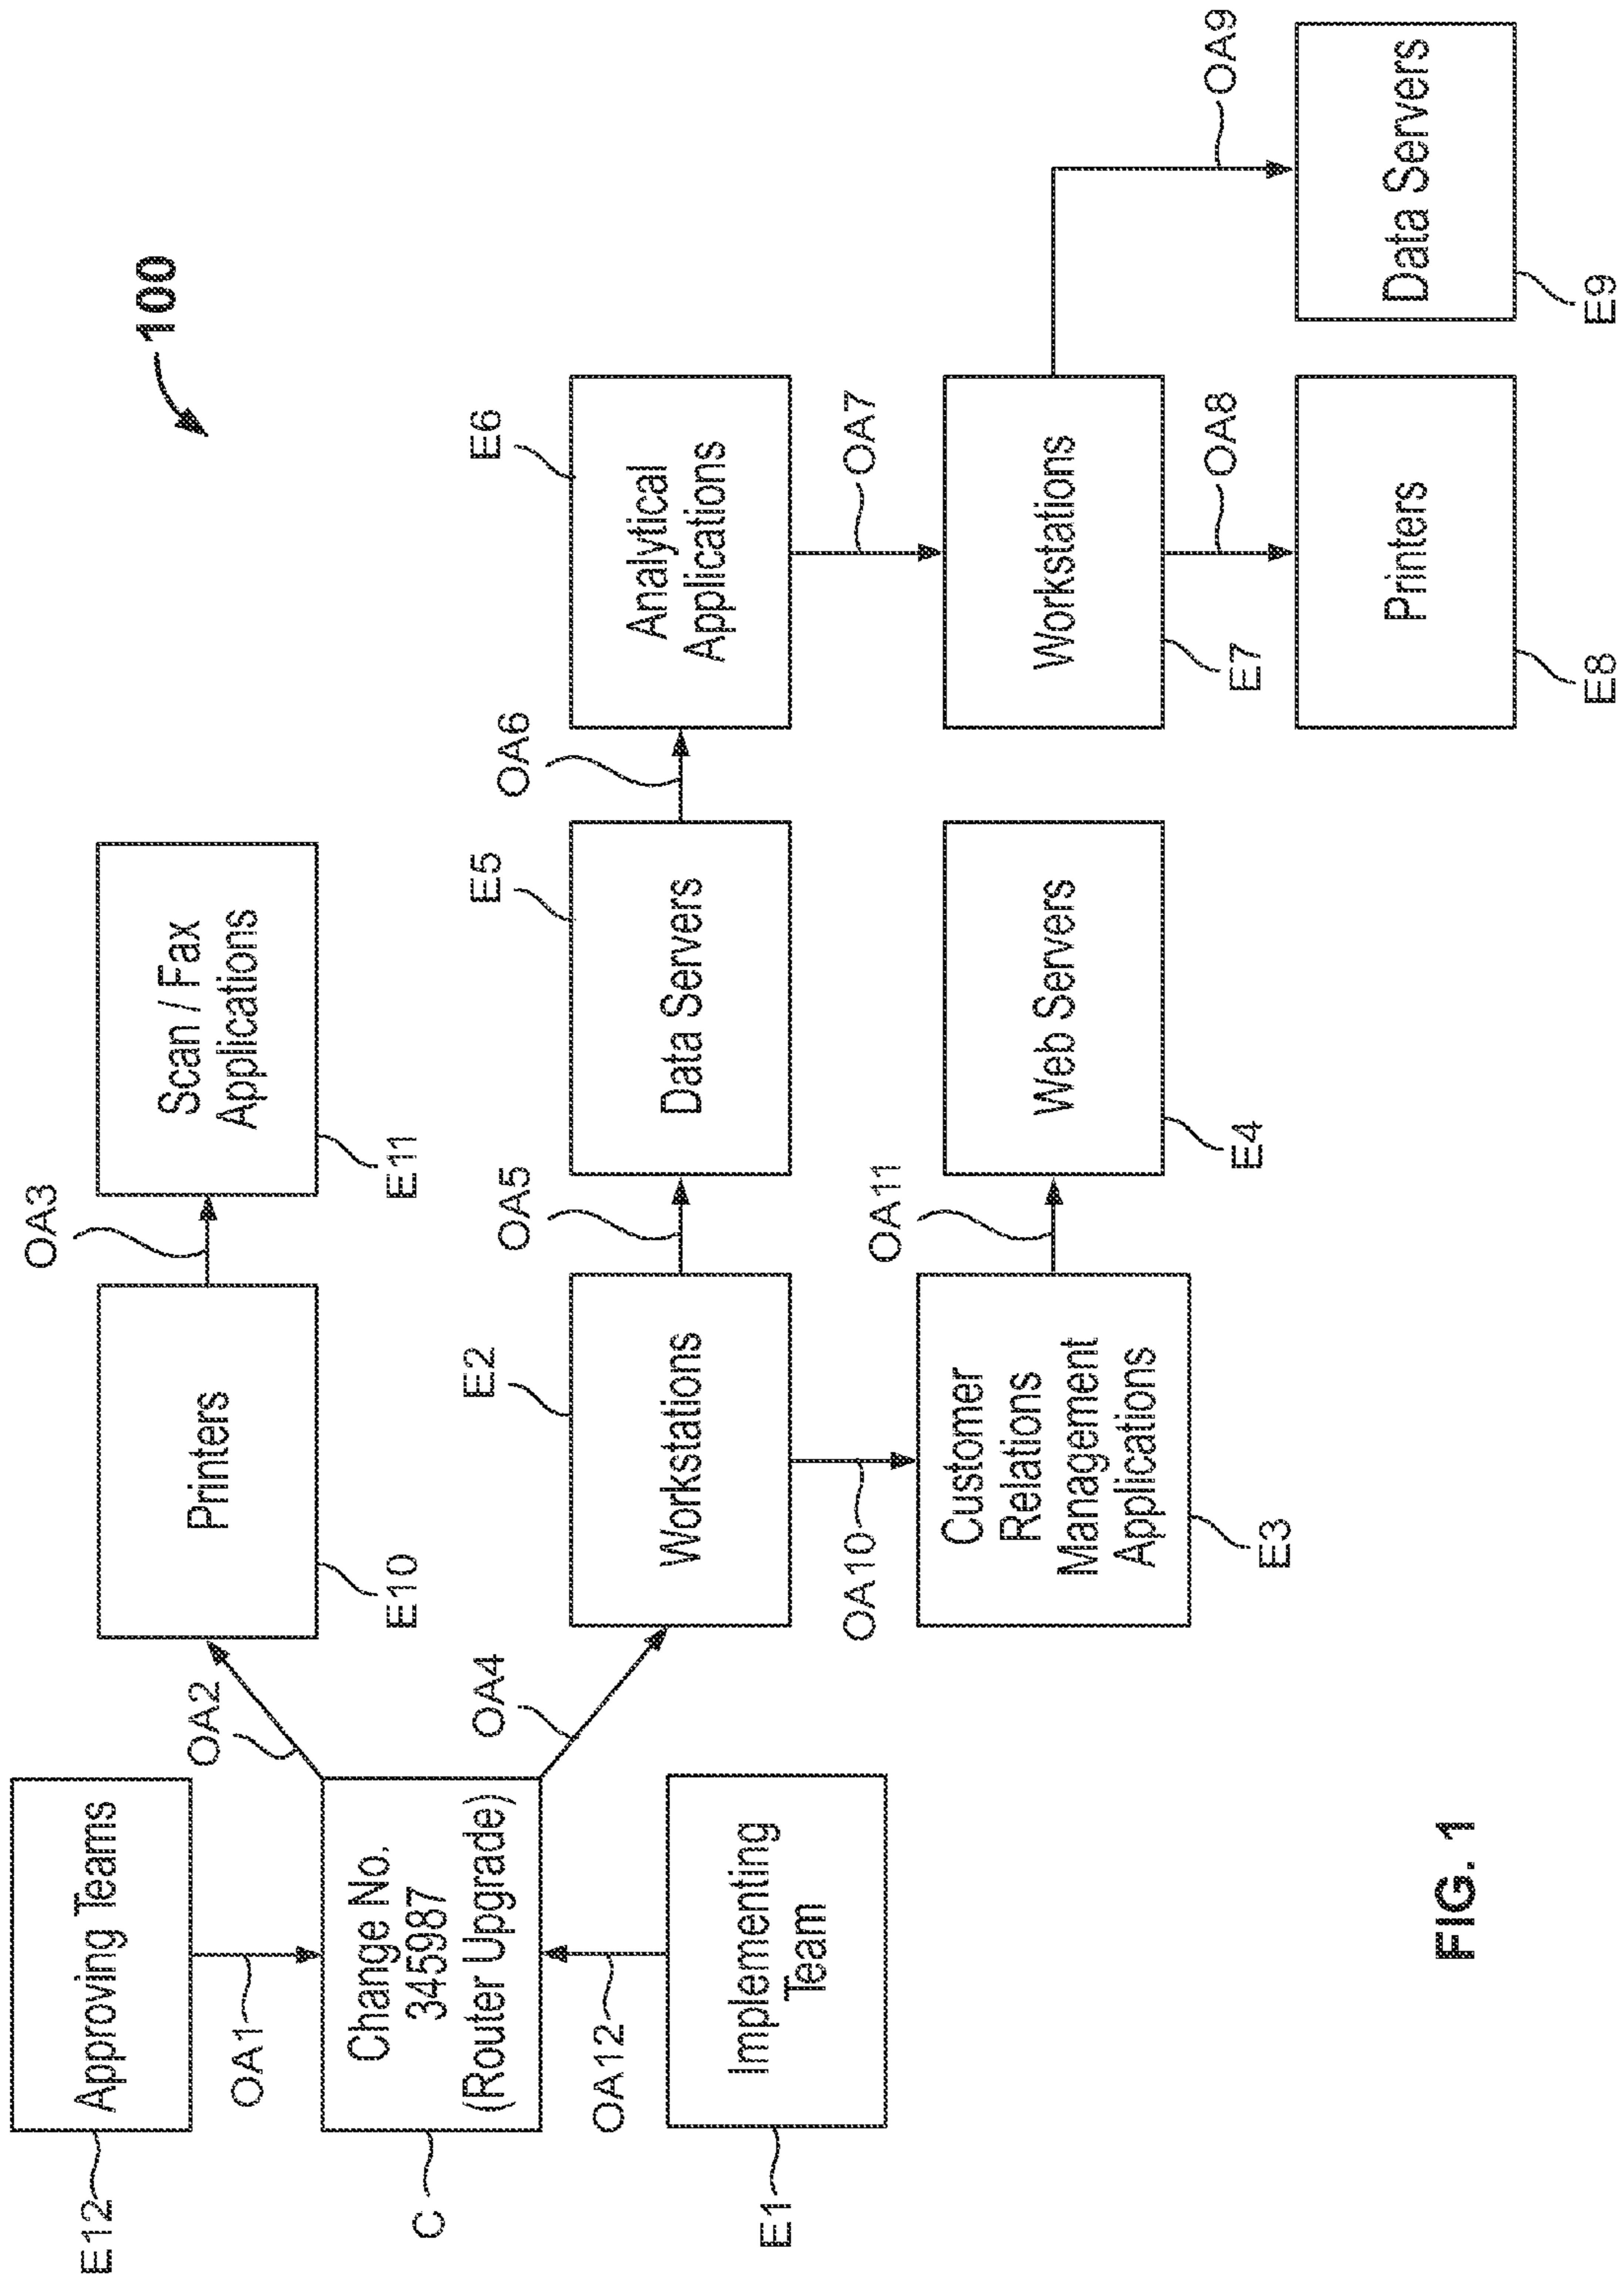 100
E12
Approving Teams
OA1
C
Change No.
345987
(Router Upgrade)
OA12
E1
Implementing
Team
OA2
OA4
Printers
E10
OA3
Scan / Fax
Applications
E11
E2
Workstations
OA5
E5
Data Servers
OA6
E6
Analytical
Applications
OA10
Customer
Relations
Management
Applications
E3
OA11
Web Servers
E4
OA7
Workstations
E7
OA8
Printers
E8
OA9
Data Servers
E9
FIG. 1